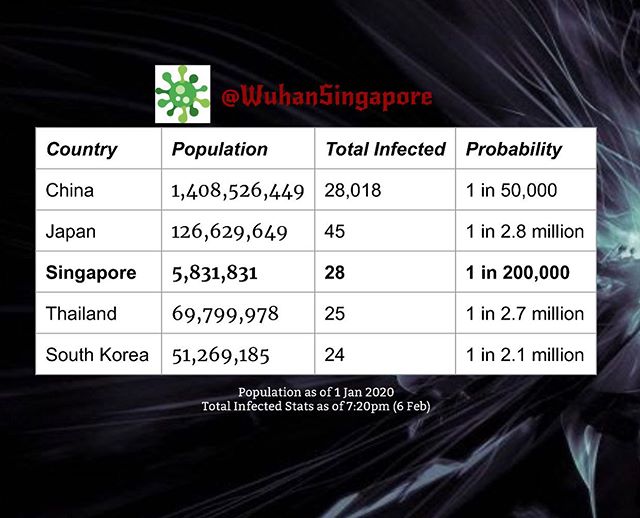 @WuhanSingapore
Country Population Total Infected Probability
China 1,408,526,449 28,018 1 in 50,000
Japan 126,629,649 45 1 in 2.8 million
Singapore 5,831,831 28 1 in 200,000
Thailand 69,799,978 25 1 in 2.7 million
South Korea 51,269,185 24 1 in 2.1 million
Population as of 1 Jan 2020
Total Infected Stats as of 7:20pm (6 Feb)